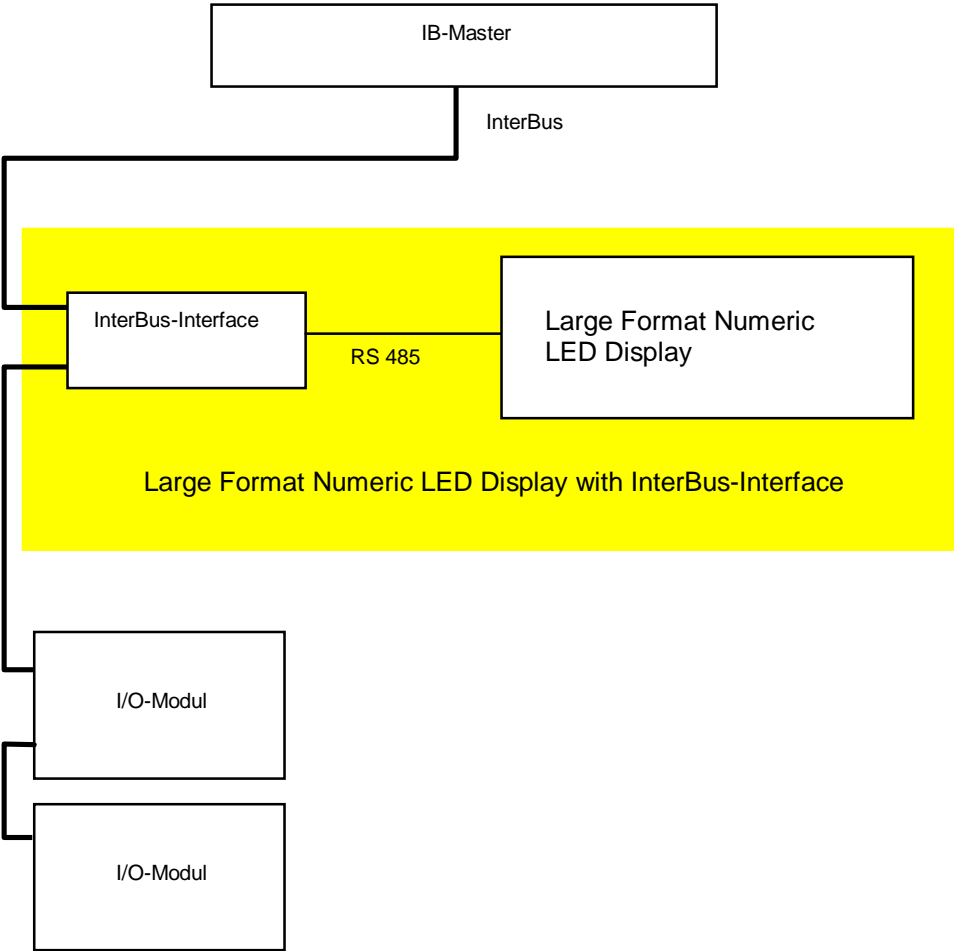 IB-Master
InterBus
InterBus-Interface
RS 485
Large Format Numeric
LED Display
Large Format Numeric LED Display with InterBus-Interface
I/O-Modul
I/O-Modul